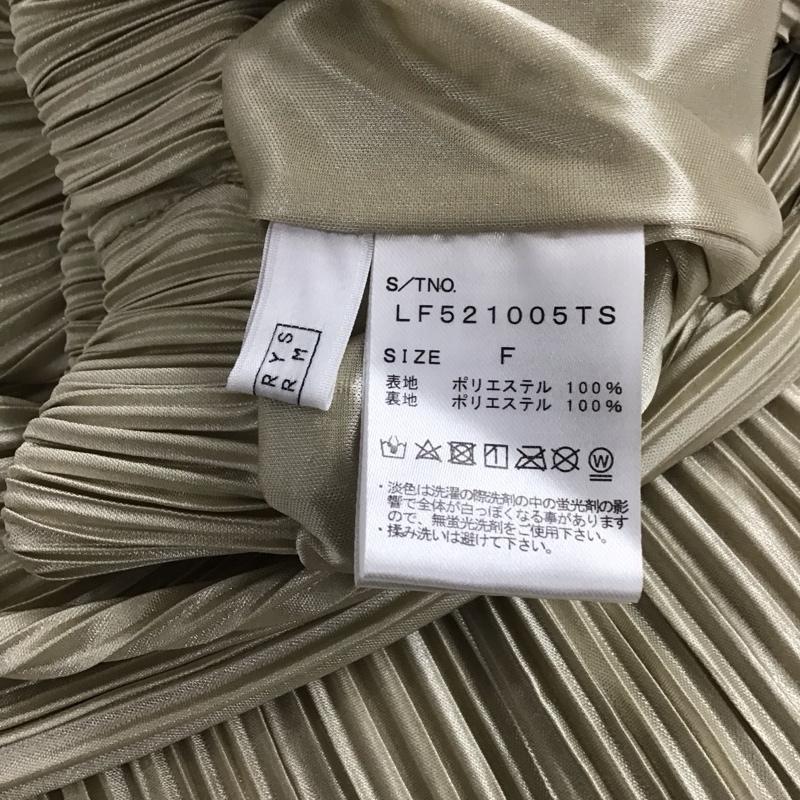 RYS
RM
S/TNO.
LF521005TS
SIZE F
表地 ポリエステル 100%
裏地 ポリエステル 100%
W
・淡色は洗濯の際洗剤の中の蛍光剤の影
響で全体が白っぽくなる事があります
ので、無蛍光洗剤をご使用下さい。
・揉み洗いは避けて下さい。